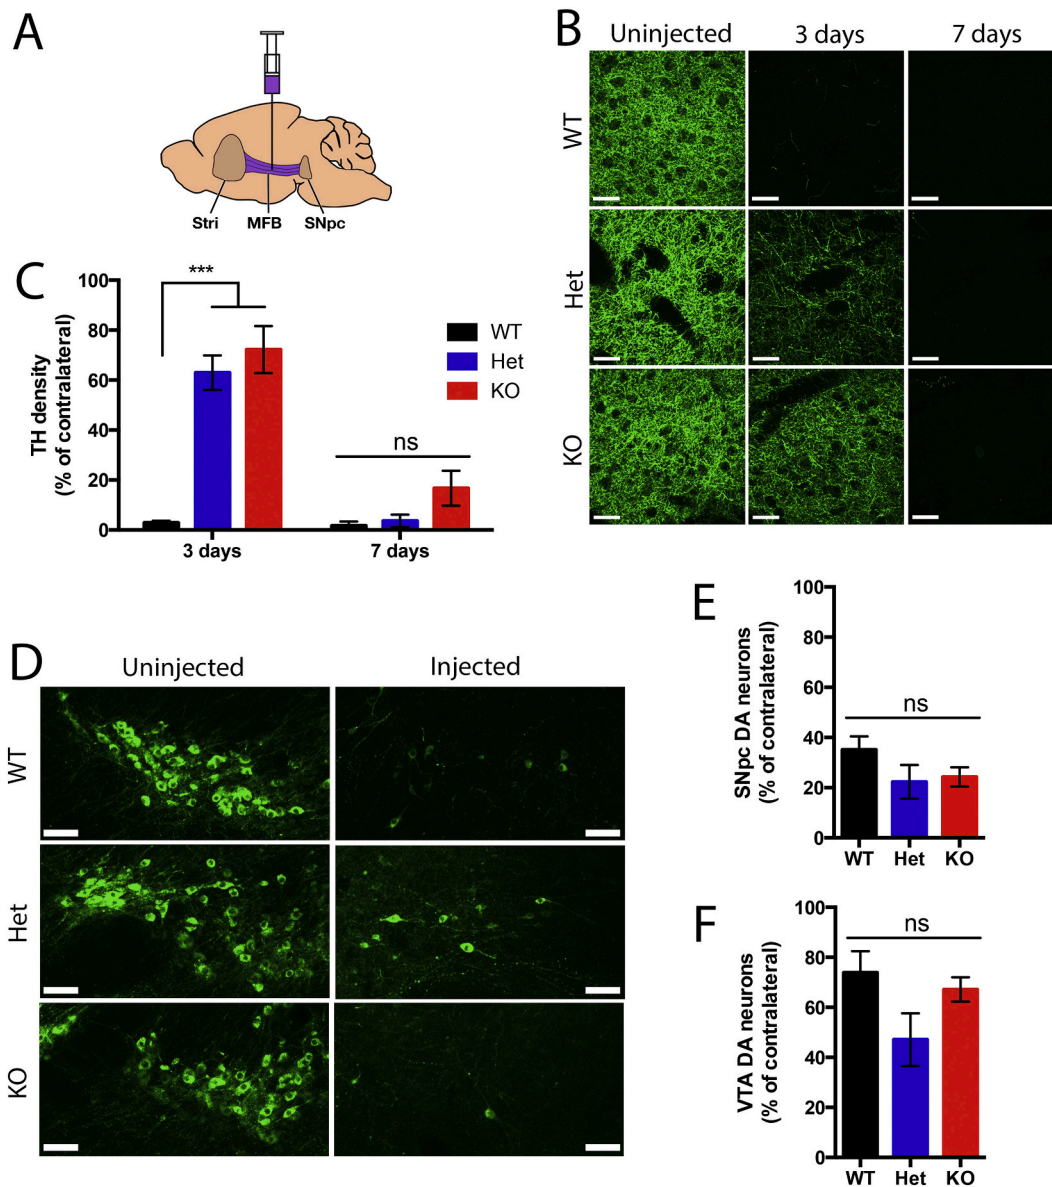 A
Stri MFB SNpc
B
Uninjected 3 days 7 days
WT
Het
KO
C
TH density
(% of contralateral)
100
80
60
40
20
0
***
ns
WT
Het
KO
3 days 7 days
D
Uninjected Injected
WT
Het
KO
E
SNpc DA neurons
(% of contralateral)
100
80
60
40
20
0
ns
WT Het KO
F
VTA DA neurons
(% of contralateral)
100
80
60
40
20
0
ns
WT Het KO